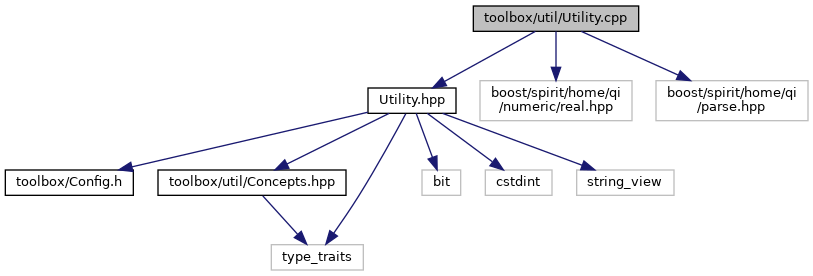 toolbox/util/Utility.cpp
Utility.hpp
boost/spirit/home/qi
/numeric/real.hpp
boost/spirit/home/qi
/parse.hpp
toolbox/Config.h
toolbox/util/Concepts.hpp
bit
cstdint
string_view
type_traits